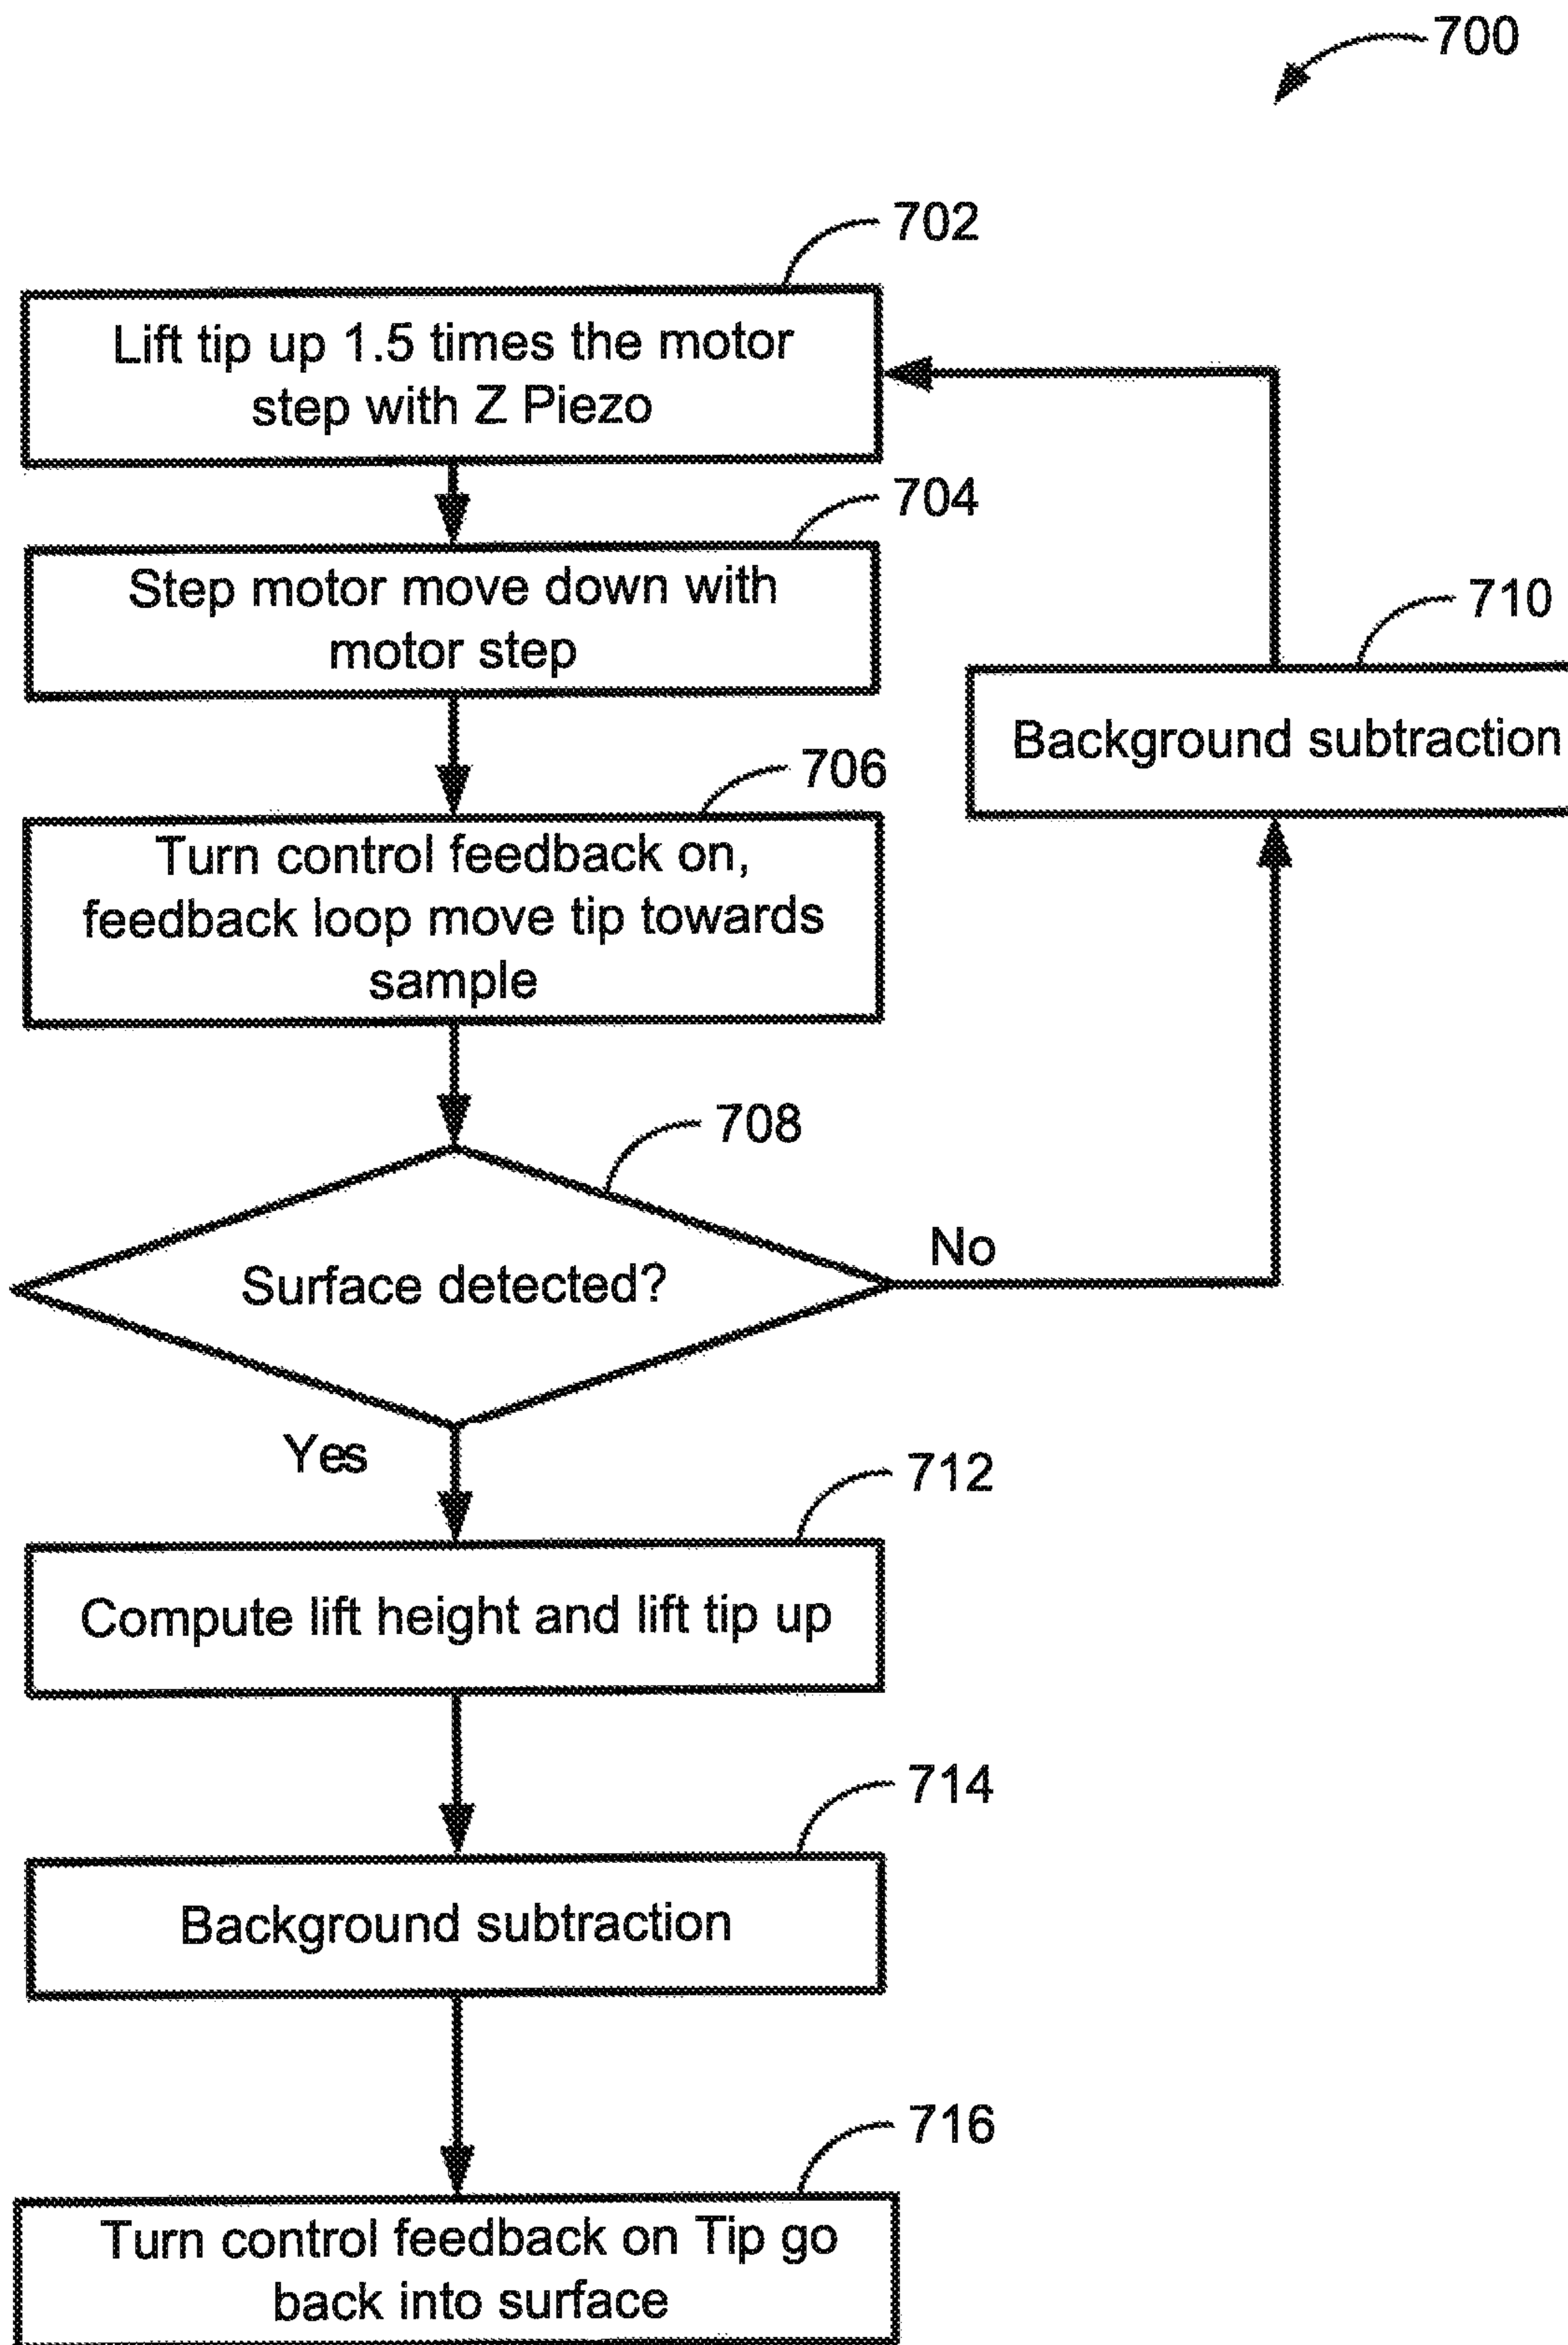 700
702
Lift tip up 1.5 times the motor
step with Z Piezo
704
Step motor move down with
motor step
710
Background subtraction
706
Turn control feedback on,
feedback loop move tip towards
sample
708
Surface detected?
No
Yes
712
Compute lift height and lift tip up
714
Background subtraction
716
Turn control feedback on Tip go
back into surface